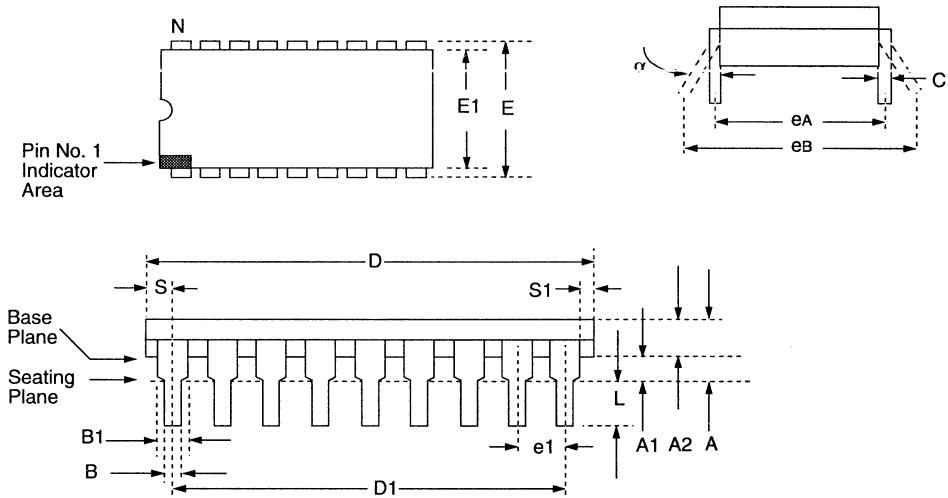 N
E1
E
Pin No. 1
Indicator
Area
α
C
eA
eB
D
S
S1
Base
Plane
Seating
Plane
L
B1
e1
A1
A2
A
B
D1